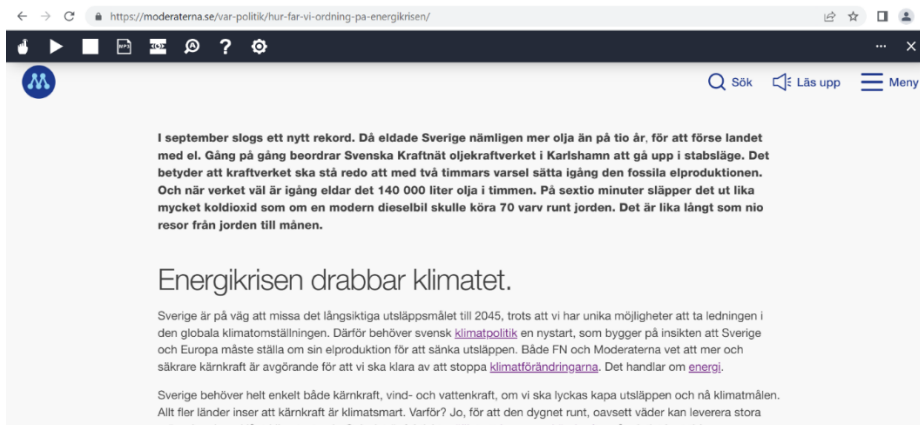 https://moderaterna.se/var-politik/hur-far-vi-ordning-pa-energikrisen/
MP3
Sök Läs upp Meny
I september slogs ett nytt rekord. Då eldade Sverige nämligen mer olja än på tio år, för att förse landet
med el. Gång på gång beordrar Svenska Kraftnät oljekraftverket i Karlshamn att gå upp i stabsläge. Det
betyder att kraftverket ska stå redo att med två timmars varsel sätta igång den fossila elproduktionen.
Och när verket väl är igång eldar det 140 000 liter olja i timmen. På sextio minuter släpper det ut lika
mycket koldioxid som om en modern dieselbil skulle köra 70 varv runt jorden. Det är lika långt som nio
resor från jorden till månen.
Energikrisen drabbar klimatet.
Sverige är på väg att missa det långsiktiga utsläppsmålet till 2045, trots att vi har unika möjligheter att ta ledningen i
den globala klimatomställningen. Därför behöver svensk klimatpolitik en nystart, som bygger på insikten att Sverige
och Europa måste ställa om sin elproduktion för att sänka utsläppen. Både FN och Moderaterna vet att mer och
säkrare kärnkraft är avgörande för att vi ska klara av att stoppa klimatförändringarna. Det handlar om energi.
Sverige behöver helt enkelt både kärnkraft, vind- och vattenkraft, om vi ska lyckas kapa utsläppen och nå klimatmålen.
Allt fler länder inser att kärnkraft är klimatsmart. Varför? Jo, för att den dygnet runt, oavsett väder kan leverera stora